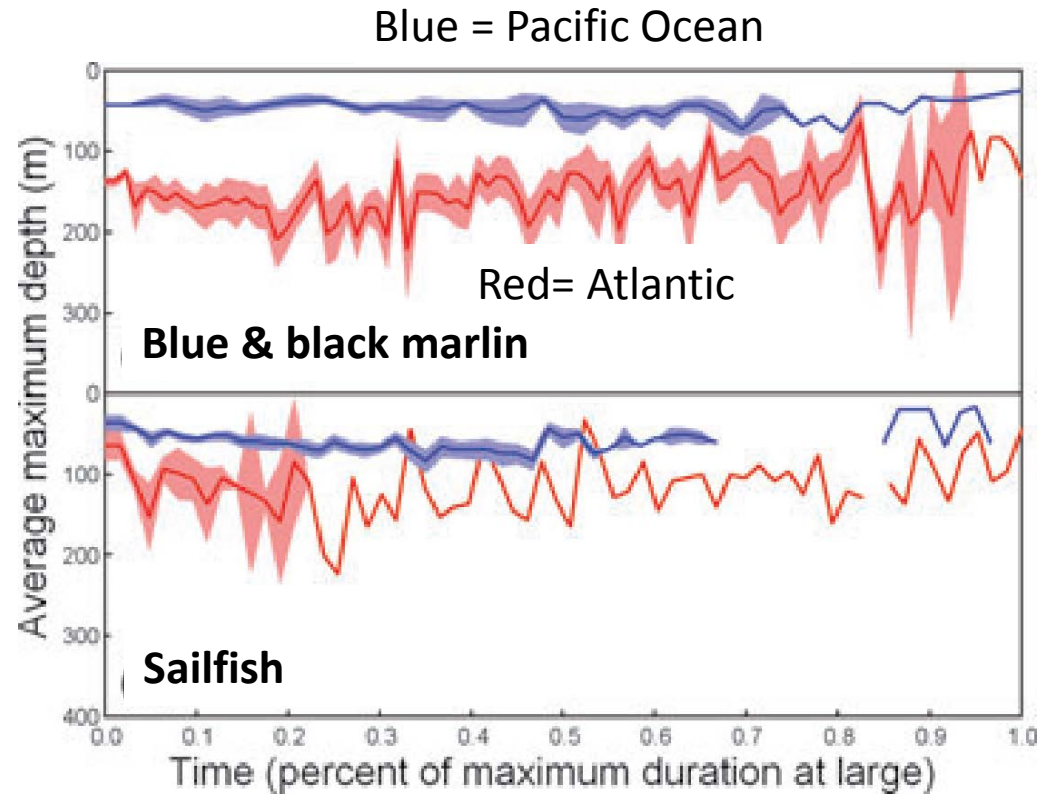 Blue = Pacific Ocean
Average maximum depth (m)
0
100
200
300
Red= Atlantic
Blue & black marlin
0
100
200
300
400
Sailfish
0.0 0.1 0.2 0.3 0.4 0.5 0.6 0.7 0.8 0.9 1.0
Time (percent of maximum duration at large)